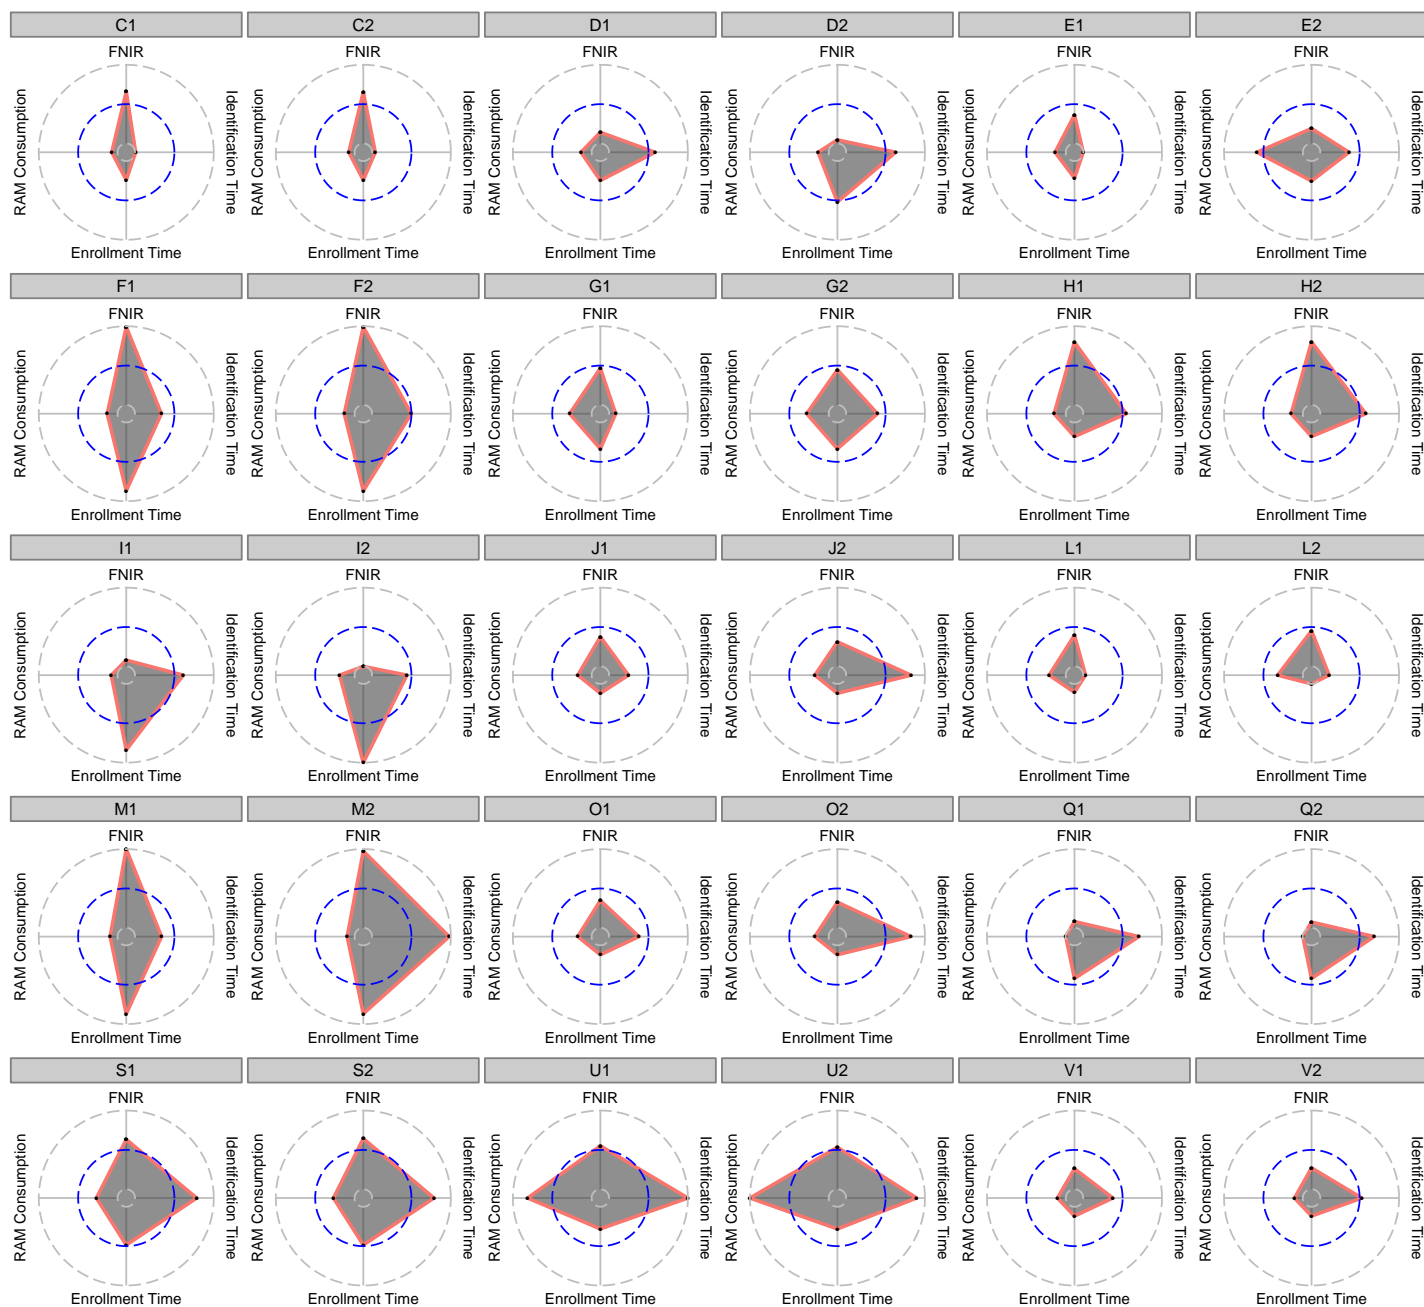 C1 C2 D1 D2 E1 E2
FNIR FNIR FNIR FNIR FNIR FNIR
RAM Consumption Identification Time RAM Consumption Identification Time RAM Consumption Identification Time RAM Consumption Identification Time RAM Consumption Identification Time RAM Consumption Identification Time
Enrollment Time Enrollment Time Enrollment Time Enrollment Time Enrollment Time Enrollment Time
F1 F2 G1 G2 H1 H2
FNIR FNIR FNIR FNIR FNIR FNIR
RAM Consumption Identification Time RAM Consumption Identification Time RAM Consumption Identification Time RAM Consumption Identification Time RAM Consumption Identification Time RAM Consumption Identification Time
Enrollment Time Enrollment Time Enrollment Time Enrollment Time Enrollment Time Enrollment Time
I1 I2 J1 J2 L1 L2
FNIR FNIR FNIR FNIR FNIR FNIR
RAM Consumption Identification Time RAM Consumption Identification Time RAM Consumption Identification Time RAM Consumption Identification Time RAM Consumption Identification Time RAM Consumption Identification Time
Enrollment Time Enrollment Time Enrollment Time Enrollment Time Enrollment Time Enrollment Time
M1 M2 O1 O2 Q1 Q2
FNIR FNIR FNIR FNIR FNIR FNIR
RAM Consumption Identification Time RAM Consumption Identification Time RAM Consumption Identification Time RAM Consumption Identification Time RAM Consumption Identification Time RAM Consumption Identification Time
Enrollment Time Enrollment Time Enrollment Time Enrollment Time Enrollment Time Enrollment Time
S1 S2 U1 U2 V1 V2
FNIR FNIR FNIR FNIR FNIR FNIR
RAM Consumption Identification Time RAM Consumption Identification Time RAM Consumption Identification Time RAM Consumption Identification Time RAM Consumption Identification Time RAM Consumption Identification Time
Enrollment Time Enrollment Time Enrollment Time Enrollment Time Enrollment Time Enrollment Time